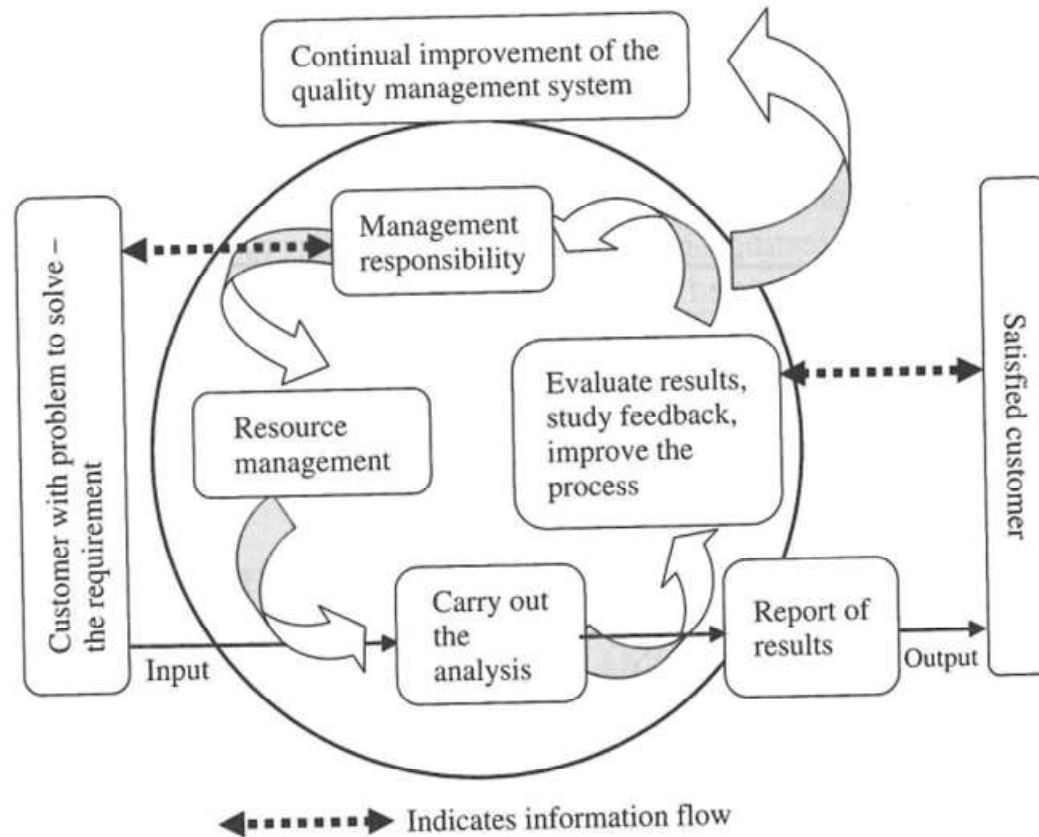 Continual improvement of the
quality management system
Management
responsibility
Customer with problem to solve –
the requirement
Resource
management
Evaluate results,
study feedback,
improve the
process
Satisfied customer
Carry out
the
analysis
Report of
results
Input
Output
Indicates information flow